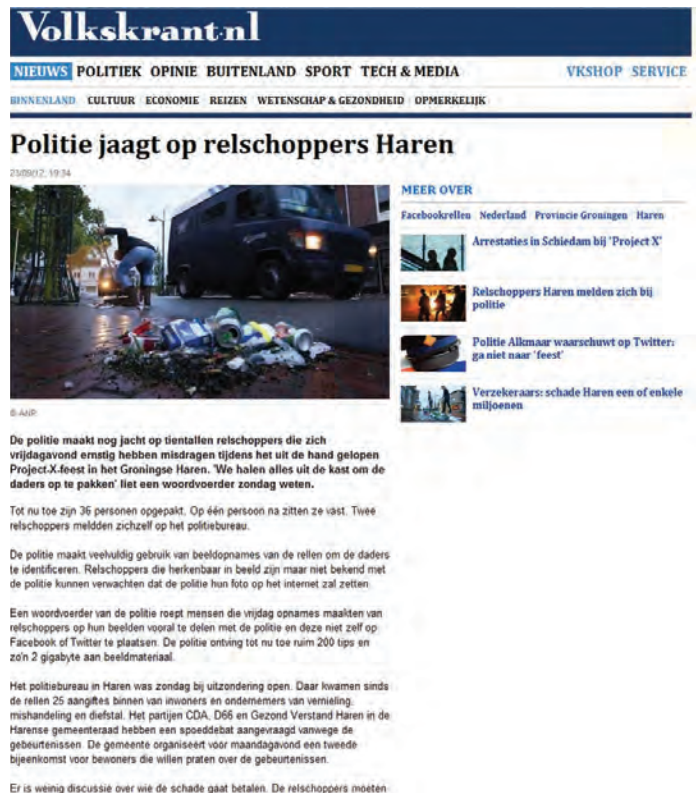 Volkskrant.nl
NIEUWS POLITIEK OPINIE BUITENLAND SPORT TECH & MEDIA VKSHOP SERVICE
BINNENLAND CULTUUR ECONOMIE REIZEN WETENSCHAP & GEZONDHEID OPMERKELIJK
Politie jaagt op relschoppers Haren
23/09/12, 19:34
© ANP.
De politie maakt nog jacht op tientallen relschoppers die zich
vrijdagavond ernstig hebben misdragen tijdens het uit de hand gelopen
Project-X-feest in het Groningse Haren. 'We halen alles uit de kast om de
daders op te pakken' liet een woordvoerder zondag weten.
Tot nu toe zijn 36 personen opgepakt. Op één persoon na zitten ze vast. Twee
relschoppers meldden zichzelf op het politiebureau.
De politie maakt veelvuldig gebruik van beeldopnames van de rellen om de daders
te identificeren. Relschoppers die herkenbaar in beeld zijn maar niet bekend met
de politie kunnen verwachten dat de politie hun foto op het internet zal zetten.
Een woordvoerder van de politie roept mensen die vrijdag opnames maakten van
relschoppers op hun beelden vooral te delen met de politie en deze niet zelf op
Facebook of Twitter te plaatsen. De politie ontving tot nu toe ruim 200 tips en
zo'n 2 gigabyte aan beeldmateriaal.
Het politiebureau in Haren was zondag bij uitzondering open. Daar kwamen sinds
de rellen 25 aangiftes binnen van inwoners en ondernemers van vernieling,
mishandeling en diefstal. Het partijen CDA, D66 en Gezond Verstand Haren in de
Harense gemeenteraad hebben een spoeddebat aangevraagd vanwege de
gebeurtenissen. De gemeente organiseert voor maandagavond een tweede
bijeenkomst voor bewoners die willen praten over de gebeurtenissen.
Er is weinig discussie over wie de schade gaat betalen. De relschoppers moeten
MEER OVER
Facebookrellen Nederland Provincie Groningen Haren
Arrestaties in Schiedam bij 'Project X'
Relschoppers Haren melden zich bij
politie
Politie Alkmaar waarschuwt op Twitter:
ga niet naar 'feest'
Verzekeraars: schade Haren een of enkele
miljoenen